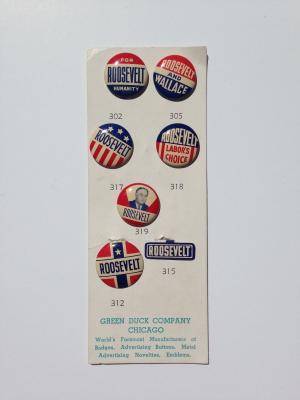 FOR
ROOSEVELT
HUMANITY
ROOSEVELT
AND
WALLACE
302
305
ROOSEVELT
ROOSEVELT
LABOR'S
CHOICE
317
318
ROOSEVELT
319
ROOSEVELT
ROOSEVELT
315
312
GREEN DUCK COMPANY
CHICAGO
World's Foremost Manufacturers of
Badges, Advertising Buttons, Metal
Advertising Novelties, Emblems.